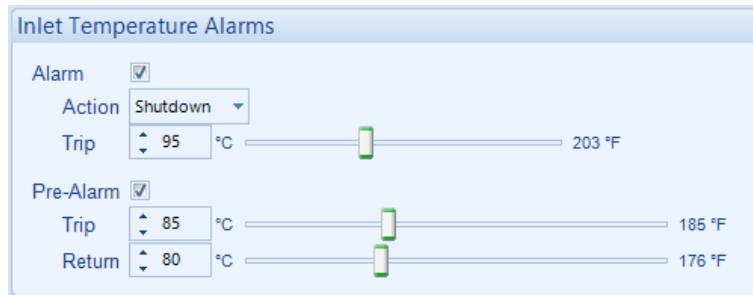 Inlet Temperature Alarms
Alarm
Action Shutdown
Trip 95 °C 203 °F
Pre-Alarm
Trip 85 °C 185 °F
Return 80 °C 176 °F